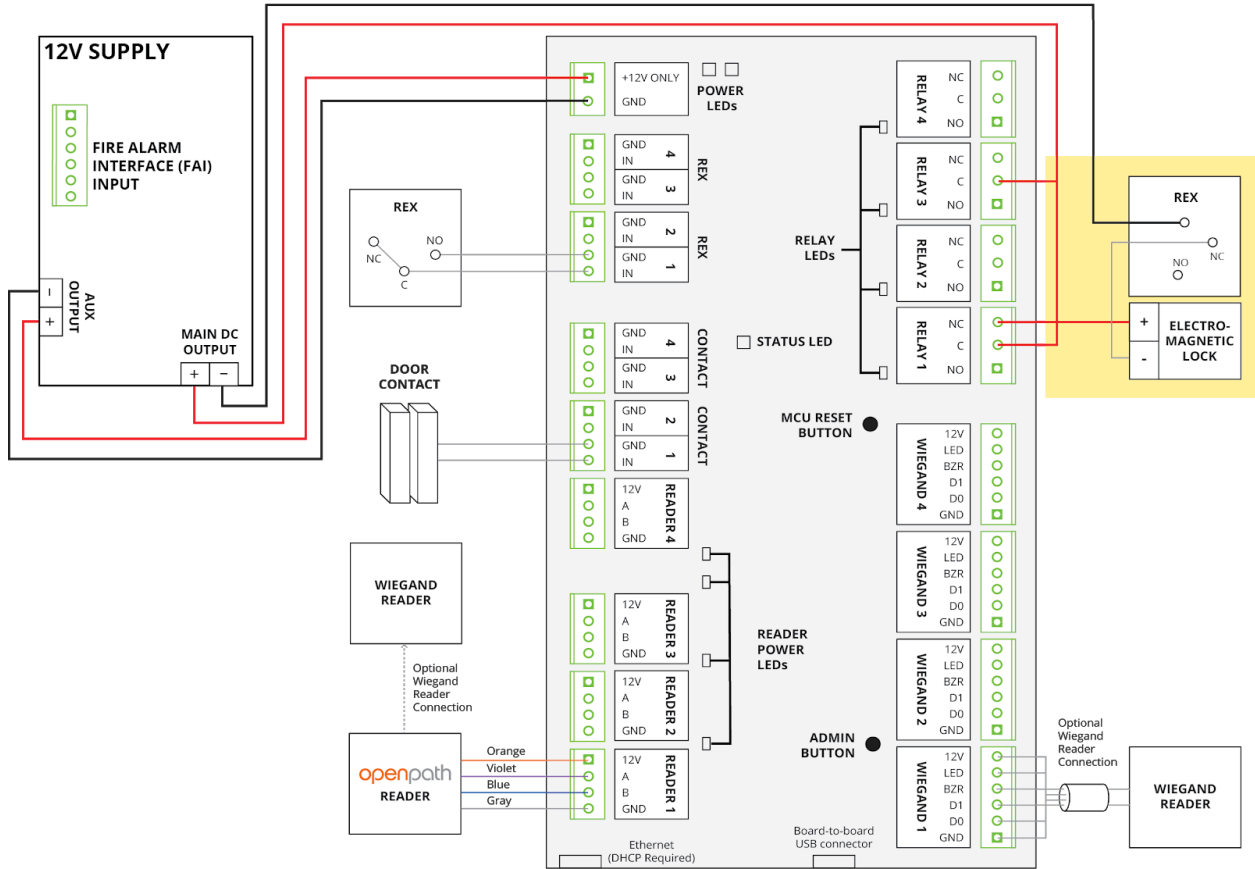 12V SUPPLY
FIRE ALARM
INTERFACE (FAI)
INPUT
AUX
OUTPUT
−
+
MAIN DC
OUTPUT
+
−
REX
NO
NC
C
DOOR
CONTACT
WIEGAND
READER
Optional
Wiegand
Reader
Connection
openpath
READER
Orange
Violet
Blue
Gray
+12V ONLY
GND
POWER
LEDs
GND
IN
4
GND
IN
3
REX
GND
IN
2
GND
IN
1
REX
GND
IN
4
GND
IN
3
CONTACT
GND
IN
2
GND
IN
1
CONTACT
12V
A
B
GND
READER 4
12V
A
B
GND
READER 3
12V
A
B
GND
READER 2
12V
A
B
GND
READER 1
READER
POWER
LEDs
RELAY
LEDs
STATUS LED
MCU RESET
BUTTON
ADMIN
BUTTON
Ethernet
(DHCP Required)
Board-to-board
USB connector
RELAY 4
NC
C
NO
RELAY 3
NC
C
NO
RELAY 2
NC
C
NO
RELAY 1
NC
C
NO
WIEGAND 4
12V
LED
BZR
D1
D0
GND
WIEGAND 3
12V
LED
BZR
D1
D0
GND
WIEGAND 2
12V
LED
BZR
D1
D0
GND
WIEGAND 1
12V
LED
BZR
D1
D0
GND
REX
NO
NC
+
-
ELECTRO-
MAGNETIC
LOCK
Optional
Wiegand
Reader
Connection
WIEGAND
READER